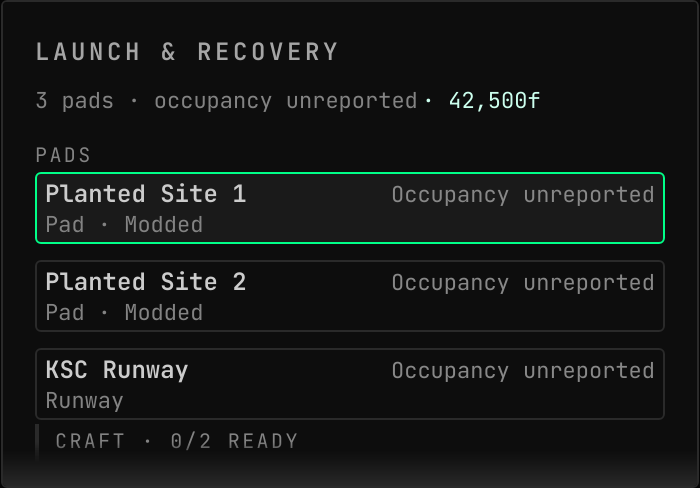 LAUNCH & RECOVERY
3 pads · occupancy unreported · 42,500f
PADS
Planted Site 1 Occupancy unreported
Pad · Modded
Planted Site 2 Occupancy unreported
Pad · Modded
KSC Runway Occupancy unreported
Runway
CRAFT · 0/2 READY